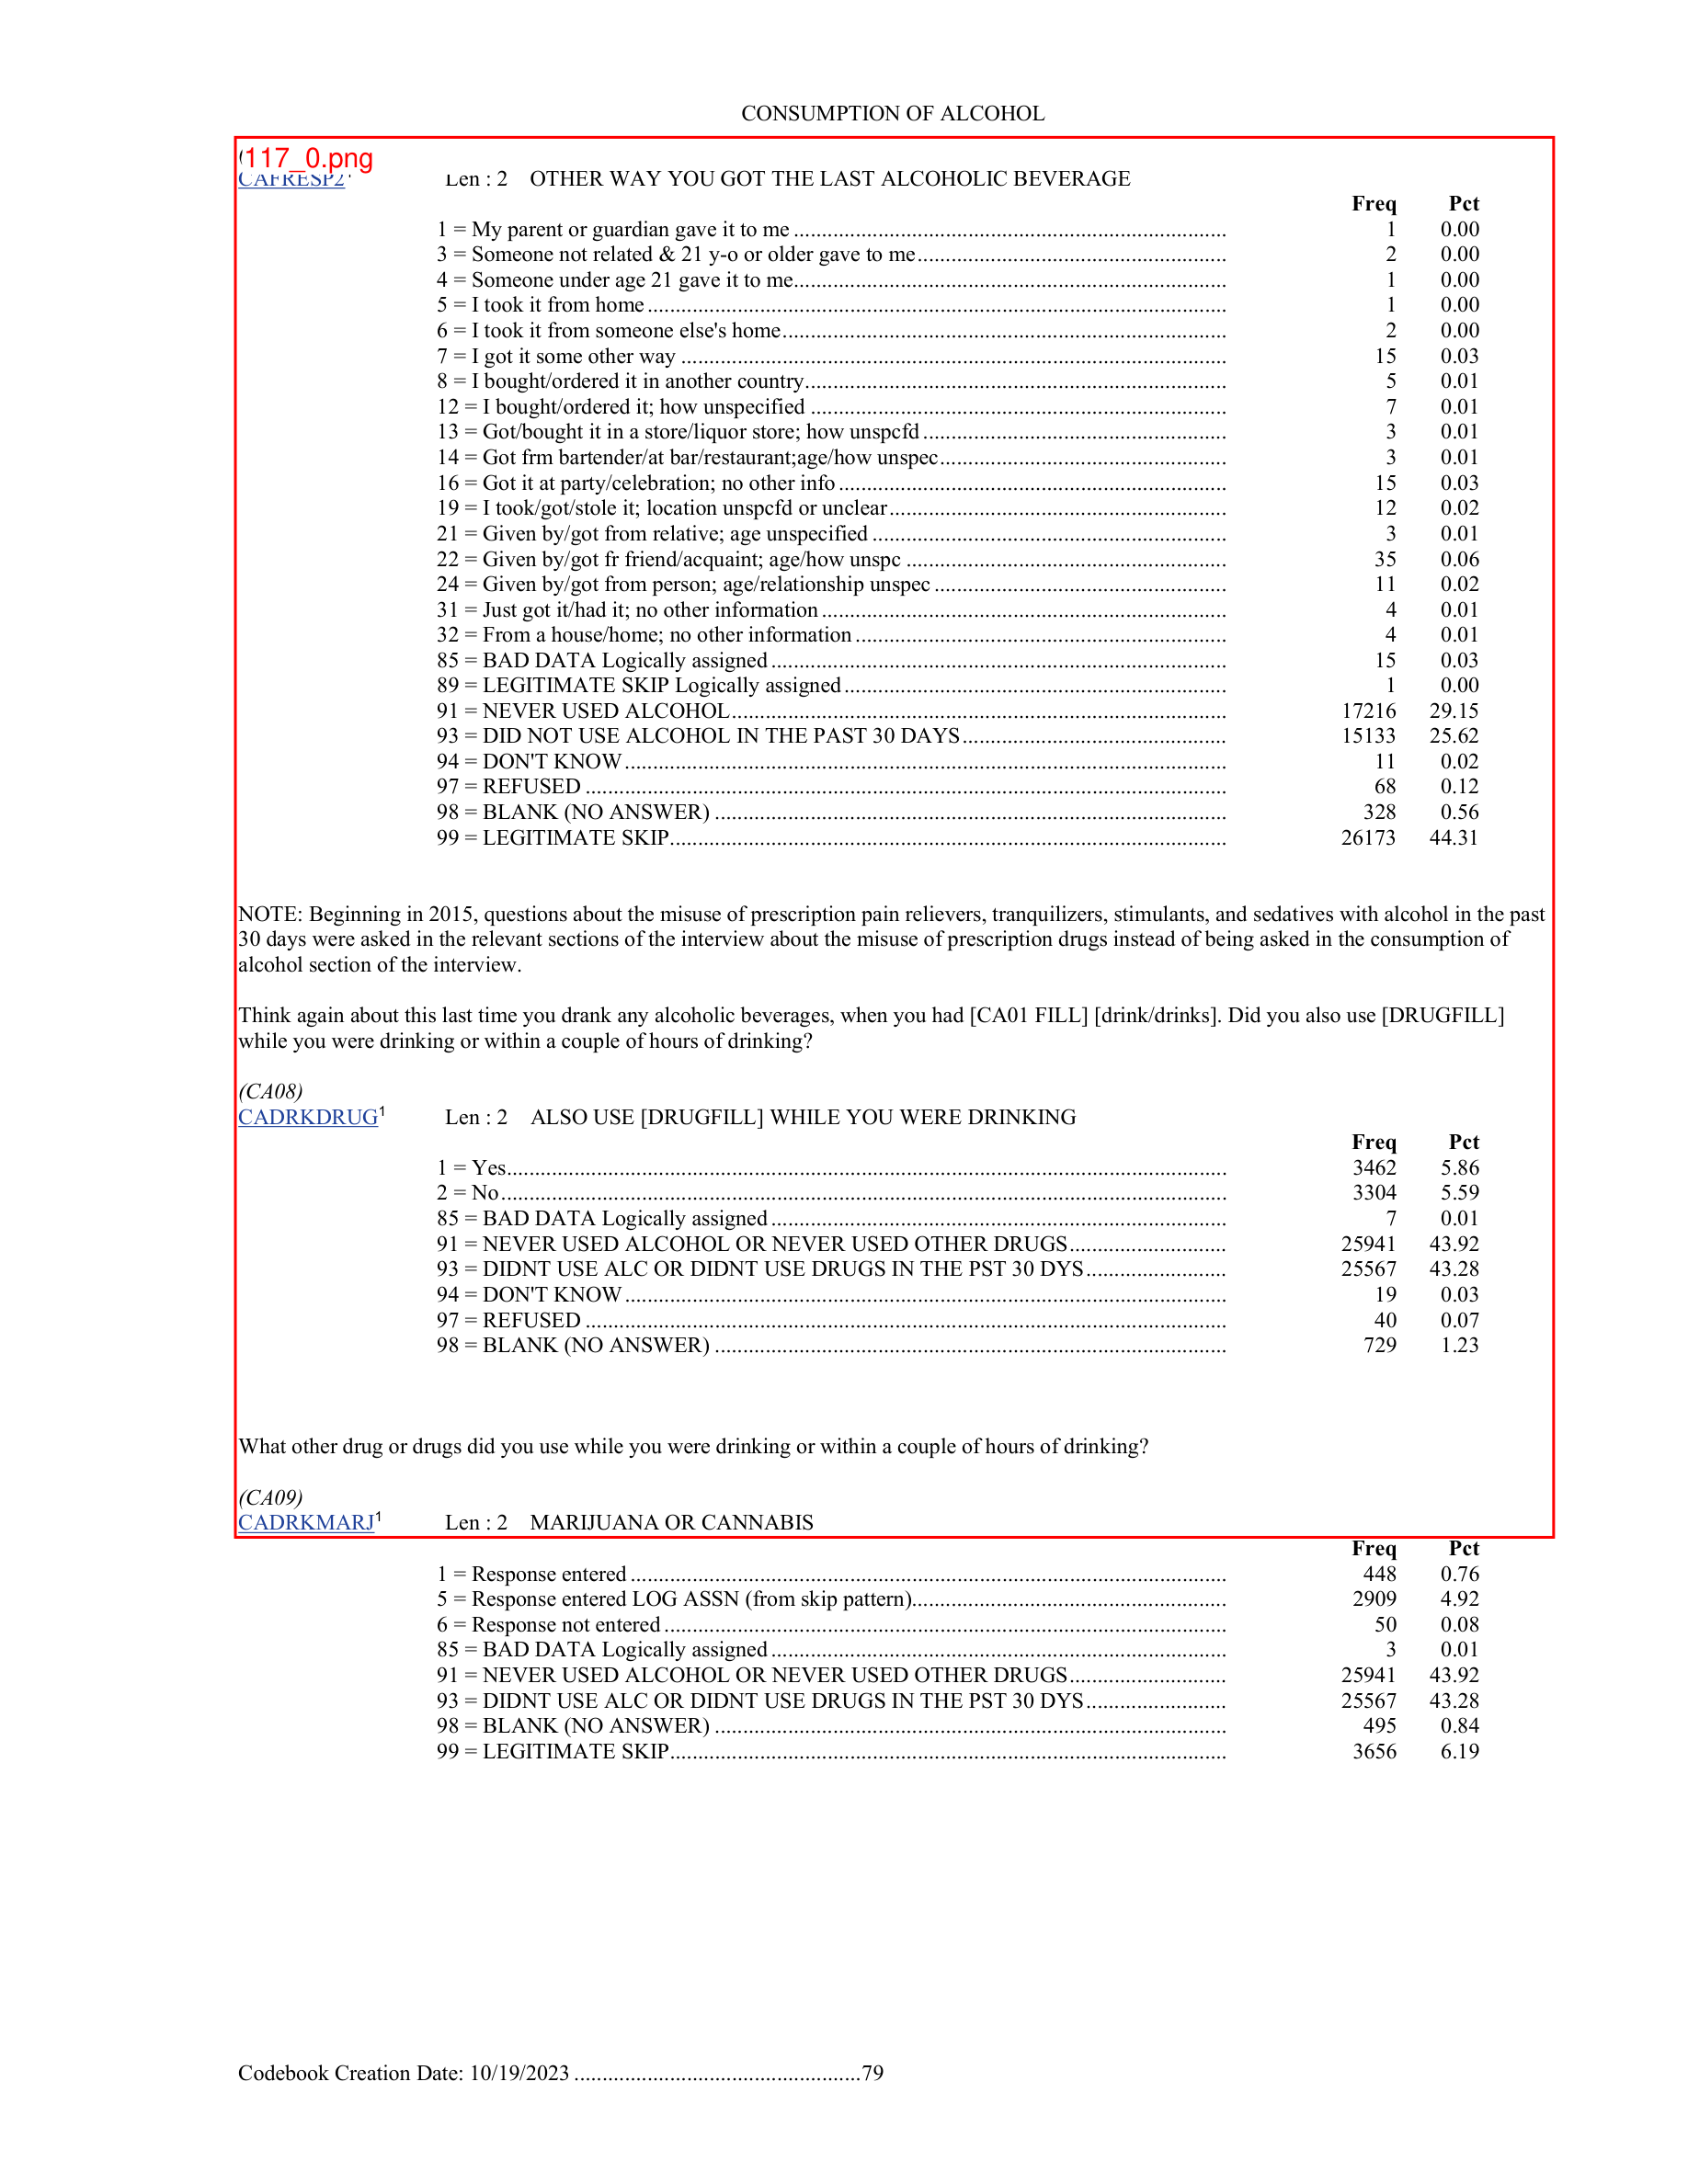 CONSUMPTION OF ALCOHOL
117_0.png
CAFRESP2 Len : 2 OTHER WAY YOU GOT THE LAST ALCOHOLIC BEVERAGE
Freq Pct
1 = My parent or guardian gave it to me 1 0.00
3 = Someone not related & 21 y-o or older gave to me 2 0.00
4 = Someone under age 21 gave it to me 1 0.00
5 = I took it from home 1 0.00
6 = I took it from someone else's home 2 0.00
7 = I got it some other way 15 0.03
8 = I bought/ordered it in another country 5 0.01
12 = I bought/ordered it; how unspecified 7 0.01
13 = Got/bought it in a store/liquor store; how unspcfd 3 0.01
14 = Got frm bartender/at bar/restaurant;age/how unspec 3 0.01
16 = Got it at party/celebration; no other info 15 0.03
19 = I took/got/stole it; location unspcfd or unclear 12 0.02
21 = Given by/got from relative; age unspecified 3 0.01
22 = Given by/got fr friend/acquaint; age/how unspc 35 0.06
24 = Given by/got from person; age/relationship unspec 11 0.02
31 = Just got it/had it; no other information 4 0.01
32 = From a house/home; no other information 4 0.01
85 = BAD DATA Logically assigned 15 0.03
89 = LEGITIMATE SKIP Logically assigned 1 0.00
91 = NEVER USED ALCOHOL 17216 29.15
93 = DID NOT USE ALCOHOL IN THE PAST 30 DAYS 15133 25.62
94 = DON'T KNOW 11 0.02
97 = REFUSED 68 0.12
98 = BLANK (NO ANSWER) 328 0.56
99 = LEGITIMATE SKIP 26173 44.31
NOTE: Beginning in 2015, questions about the misuse of prescription pain relievers, tranquilizers, stimulants, and sedatives with alcohol in the past
30 days were asked in the relevant sections of the interview about the misuse of prescription drugs instead of being asked in the consumption of
alcohol section of the interview.
Think again about this last time you drank any alcoholic beverages, when you had [CA01 FILL] [drink/drinks]. Did you also use [DRUGFILL]
while you were drinking or within a couple of hours of drinking?
(CA08)
CADRKDRUG¹ Len : 2 ALSO USE [DRUGFILL] WHILE YOU WERE DRINKING
Freq Pct
1 = Yes 3462 5.86
2 = No 3304 5.59
85 = BAD DATA Logically assigned 7 0.01
91 = NEVER USED ALCOHOL OR NEVER USED OTHER DRUGS 25941 43.92
93 = DIDNT USE ALC OR DIDNT USE DRUGS IN THE PST 30 DYS 25567 43.28
94 = DON'T KNOW 19 0.03
97 = REFUSED 40 0.07
98 = BLANK (NO ANSWER) 729 1.23
What other drug or drugs did you use while you were drinking or within a couple of hours of drinking?
(CA09)
CADRKMARJ¹ Len : 2 MARIJUANA OR CANNABIS
Freq Pct
1 = Response entered 448 0.76
5 = Response entered LOG ASSN (from skip pattern) 2909 4.92
6 = Response not entered 50 0.08
85 = BAD DATA Logically assigned 3 0.01
91 = NEVER USED ALCOHOL OR NEVER USED OTHER DRUGS 25941 43.92
93 = DIDNT USE ALC OR DIDNT USE DRUGS IN THE PST 30 DYS 25567 43.28
98 = BLANK (NO ANSWER) 495 0.84
99 = LEGITIMATE SKIP 3656 6.19
Codebook Creation Date: 10/19/2023 79